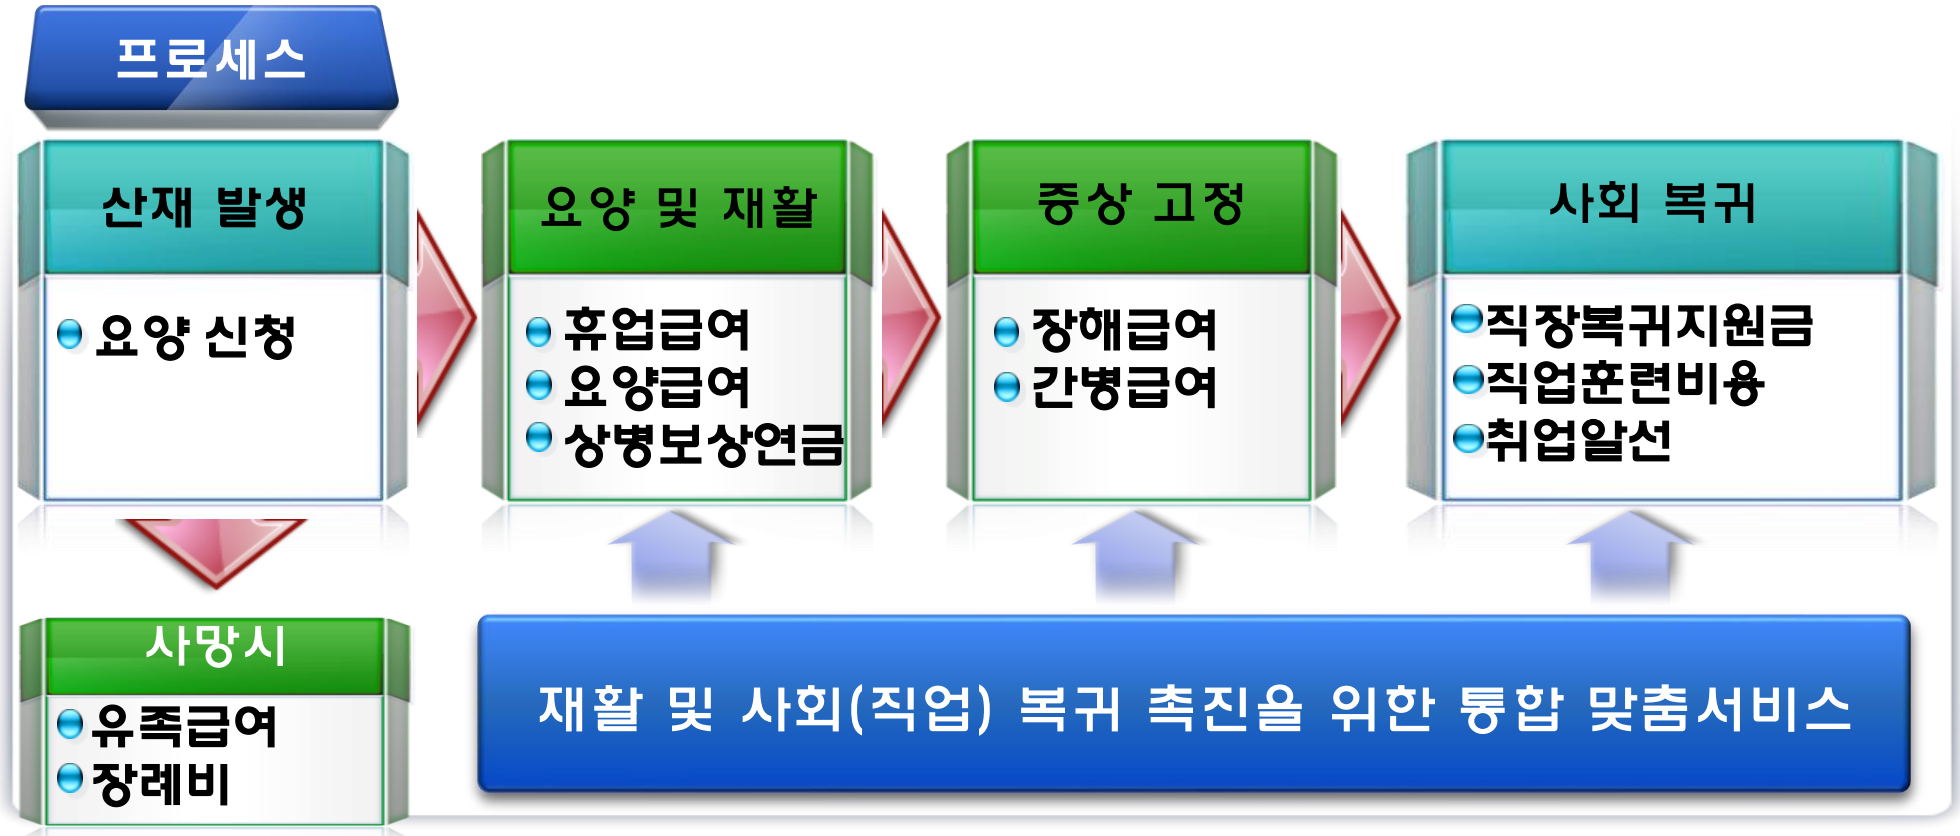 프로세스
산재 발생
요양 신청
요양 및 재활
휴업급여
요양급여
상병보상연금
증상 고정
장해급여
간병급여
사회 복귀
직장복귀지원금
직업훈련비용
취업알선
사망시
유족급여
장례비
재활 및 사회(직업) 복귀 촉진을 위한 통합 맞춤서비스